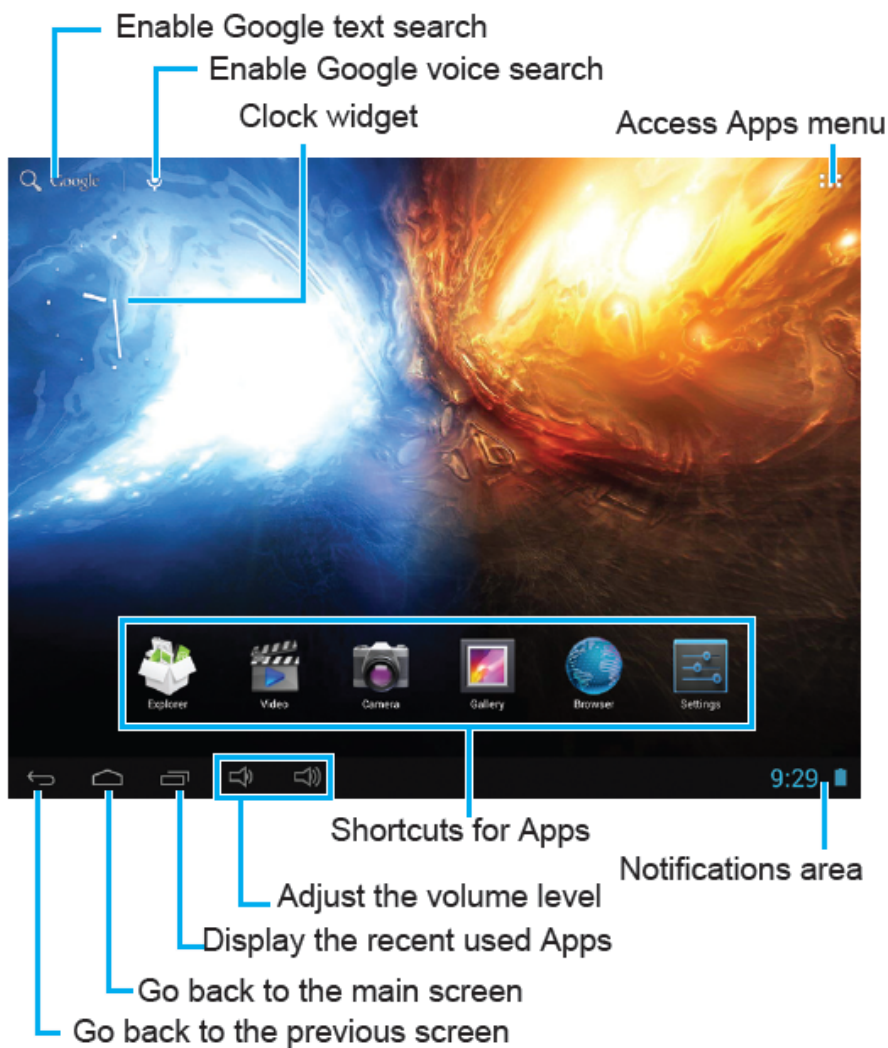 Enable Google text search
Enable Google voice search
Clock widget
Access Apps menu
Google
Explorer
Video
Camera
Gallery
Browser
Settings
9:29
Shortcuts for Apps
Notifications area
Adjust the volume level
Display the recent used Apps
Go back to the main screen
Go back to the previous screen